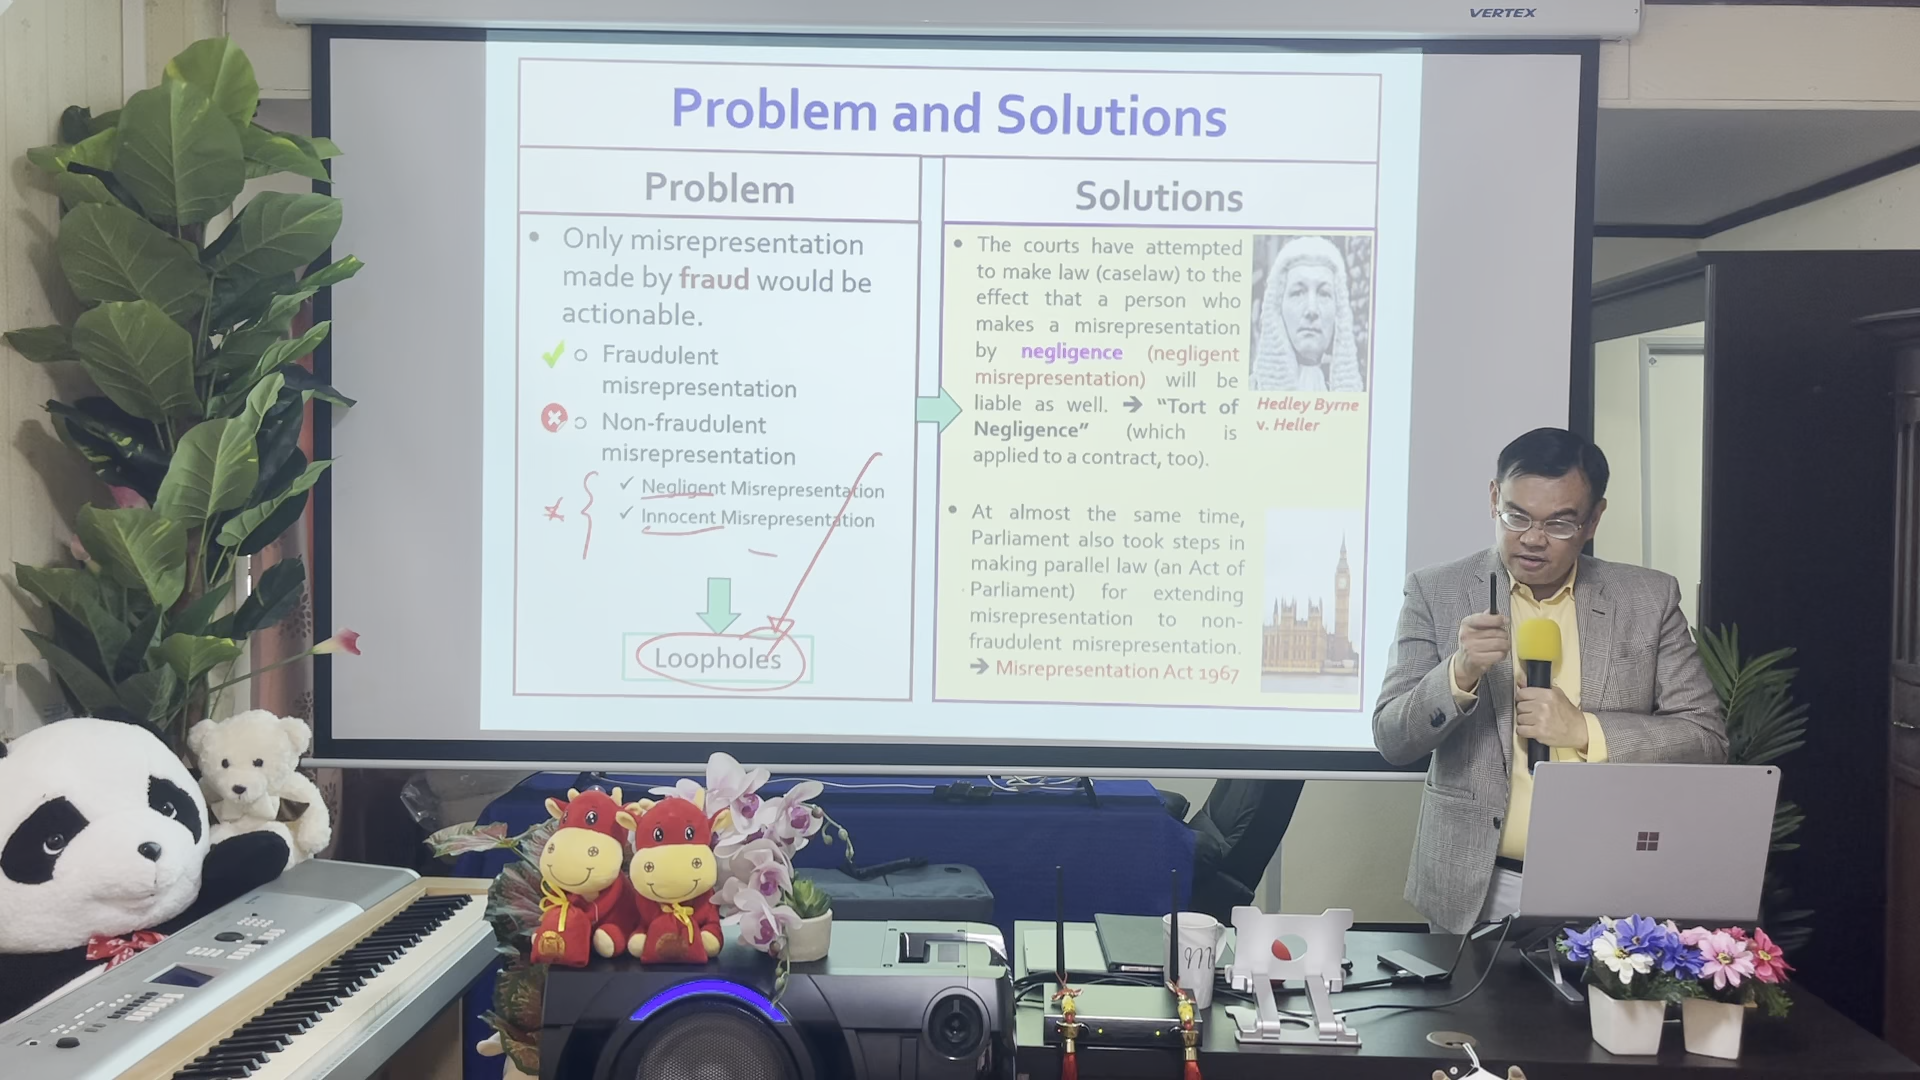 VERTEX
Problem and Solutions
Problem
• Only misrepresentation
made by fraud would be
actionable.
○ Fraudulent
misrepresentation
○ Non-fraudulent
misrepresentation
✓ Negligent Misrepresentation
✓ Innocent Misrepresentation
Loopholes
Solutions
• The courts have attempted
to make law (caselaw) to the
effect that a person who
makes a misrepresentation
by negligence (negligent
misrepresentation) will be
liable as well. ➔ “Tort of
Negligence” (which is
applied to a contract, too).
Hedley Byrne
v. Heller
• At almost the same time,
Parliament also took steps in
making parallel law (an Act of
Parliament) for extending
misrepresentation to non-
fraudulent misrepresentation.
➔ Misrepresentation Act 1967